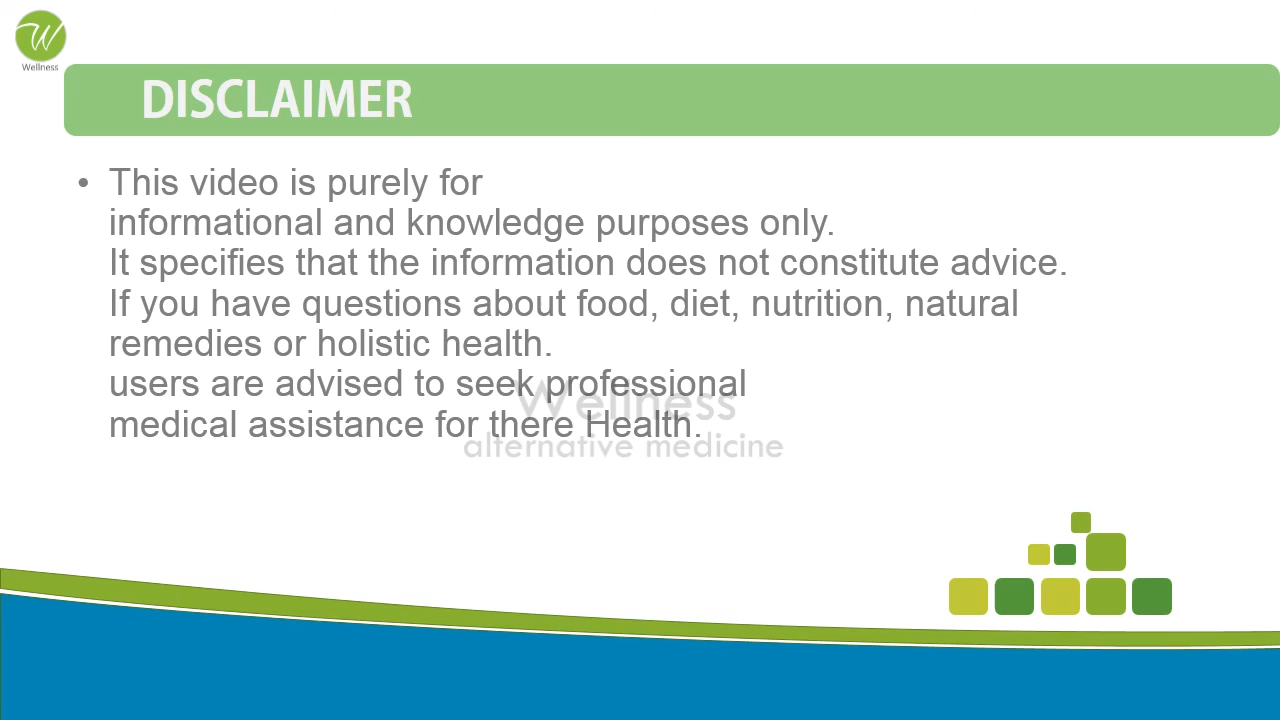 W
Wellness
DISCLAIMER
• This video is purely for
informational and knowledge purposes only.
It specifies that the information does not constitute advice.
If you have questions about food, diet, nutrition, natural
remedies or holistic health.
users are advised to seek professional
Wellness
medical assistance for there Health.
alternative medicine